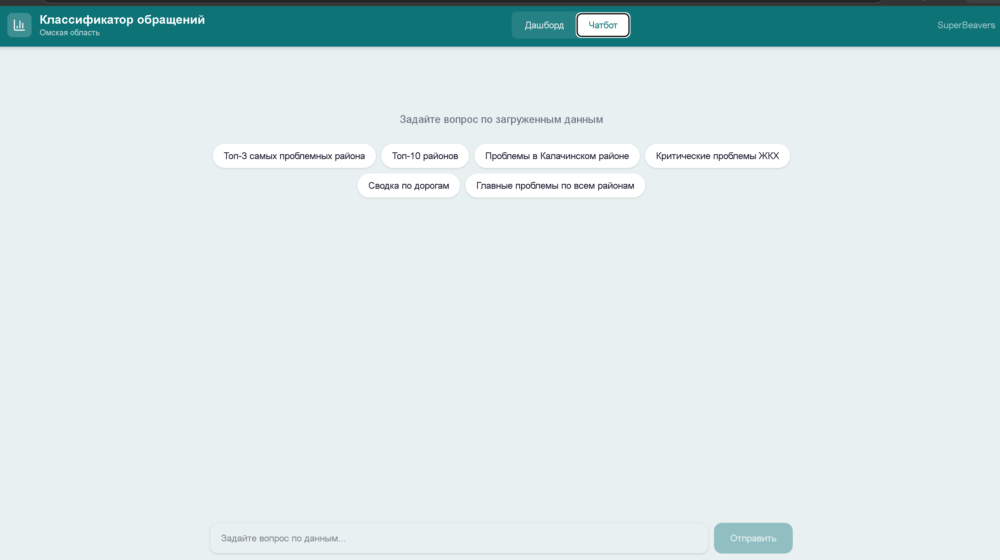 Классификатор обращений
Омская область
Дашборд
Чатбот
SuperBeavers
Задайте вопрос по загруженным данным
Топ-3 самых проблемных района
Топ-10 районов
Проблемы в Калачинском районе
Критические проблемы ЖКХ
Сводка по дорогам
Главные проблемы по всем районам
Задайте вопрос по данным...
Отправить